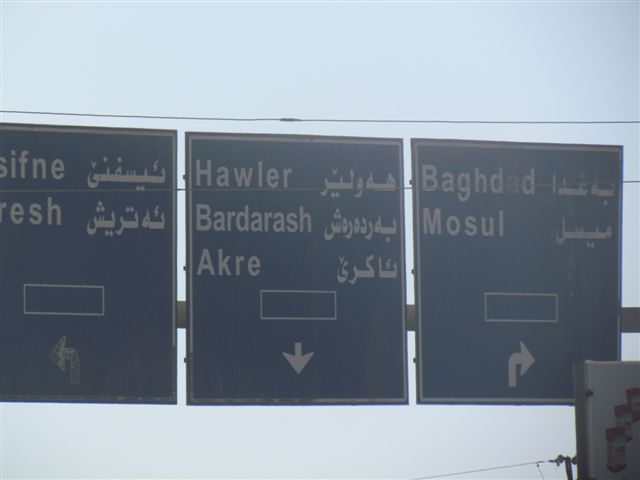 sifne ئیسفنێ
resh ئەتریش
Hawler هەولێر
Bardarash بەردەرەش
Akre ئاکرێ
Baghdad بەغدا
Mosul میسل